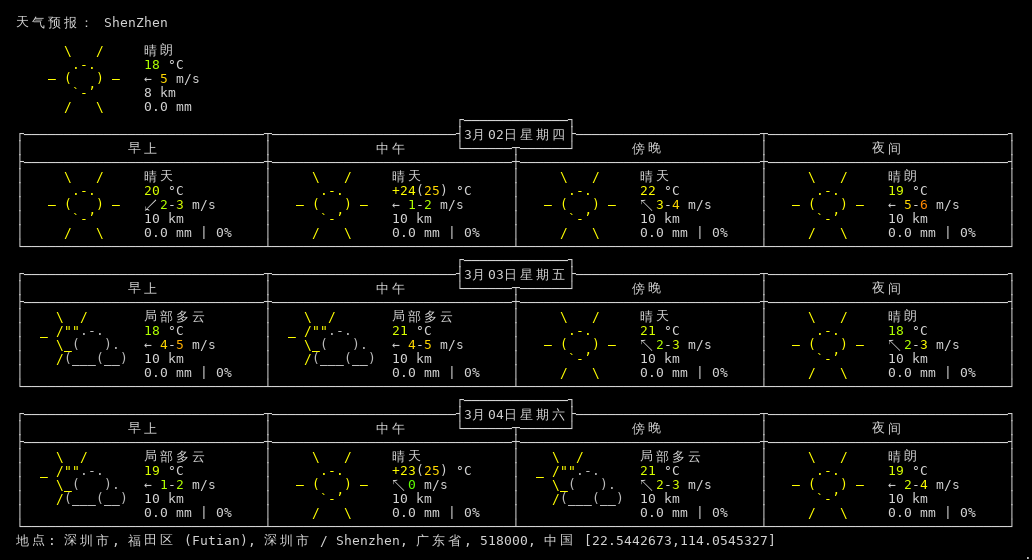 天气预报： ShenZhen
晴朗
18 °C
← 5 m/s
8 km
0.0 mm
3月02日星期四
早上 中午 傍晚 夜间
晴天 晴天 晴天 晴朗
20 °C +24(25) °C 22 °C 19 °C
↙ 2-3 m/s ← 1-2 m/s ↖ 3-4 m/s ← 5-6 m/s
10 km 10 km 10 km 10 km
0.0 mm | 0% 0.0 mm | 0% 0.0 mm | 0% 0.0 mm | 0%
3月03日星期五
早上 中午 傍晚 夜间
局部多云 局部多云 晴天 晴朗
18 °C 21 °C 21 °C 18 °C
← 4-5 m/s ← 4-5 m/s ↖ 2-3 m/s ↖ 2-3 m/s
10 km 10 km 10 km 10 km
0.0 mm | 0% 0.0 mm | 0% 0.0 mm | 0% 0.0 mm | 0%
3月04日星期六
早上 中午 傍晚 夜间
局部多云 晴天 局部多云 晴朗
19 °C +23(25) °C 21 °C 19 °C
← 1-2 m/s ↖ 0 m/s ↖ 2-3 m/s ← 2-4 m/s
10 km 10 km 10 km 10 km
0.0 mm | 0% 0.0 mm | 0% 0.0 mm | 0% 0.0 mm | 0%
地点: 深圳市, 福田区 (Futian), 深圳市 / Shenzhen, 广东省, 518000, 中国 [22.5442673,114.0545327]